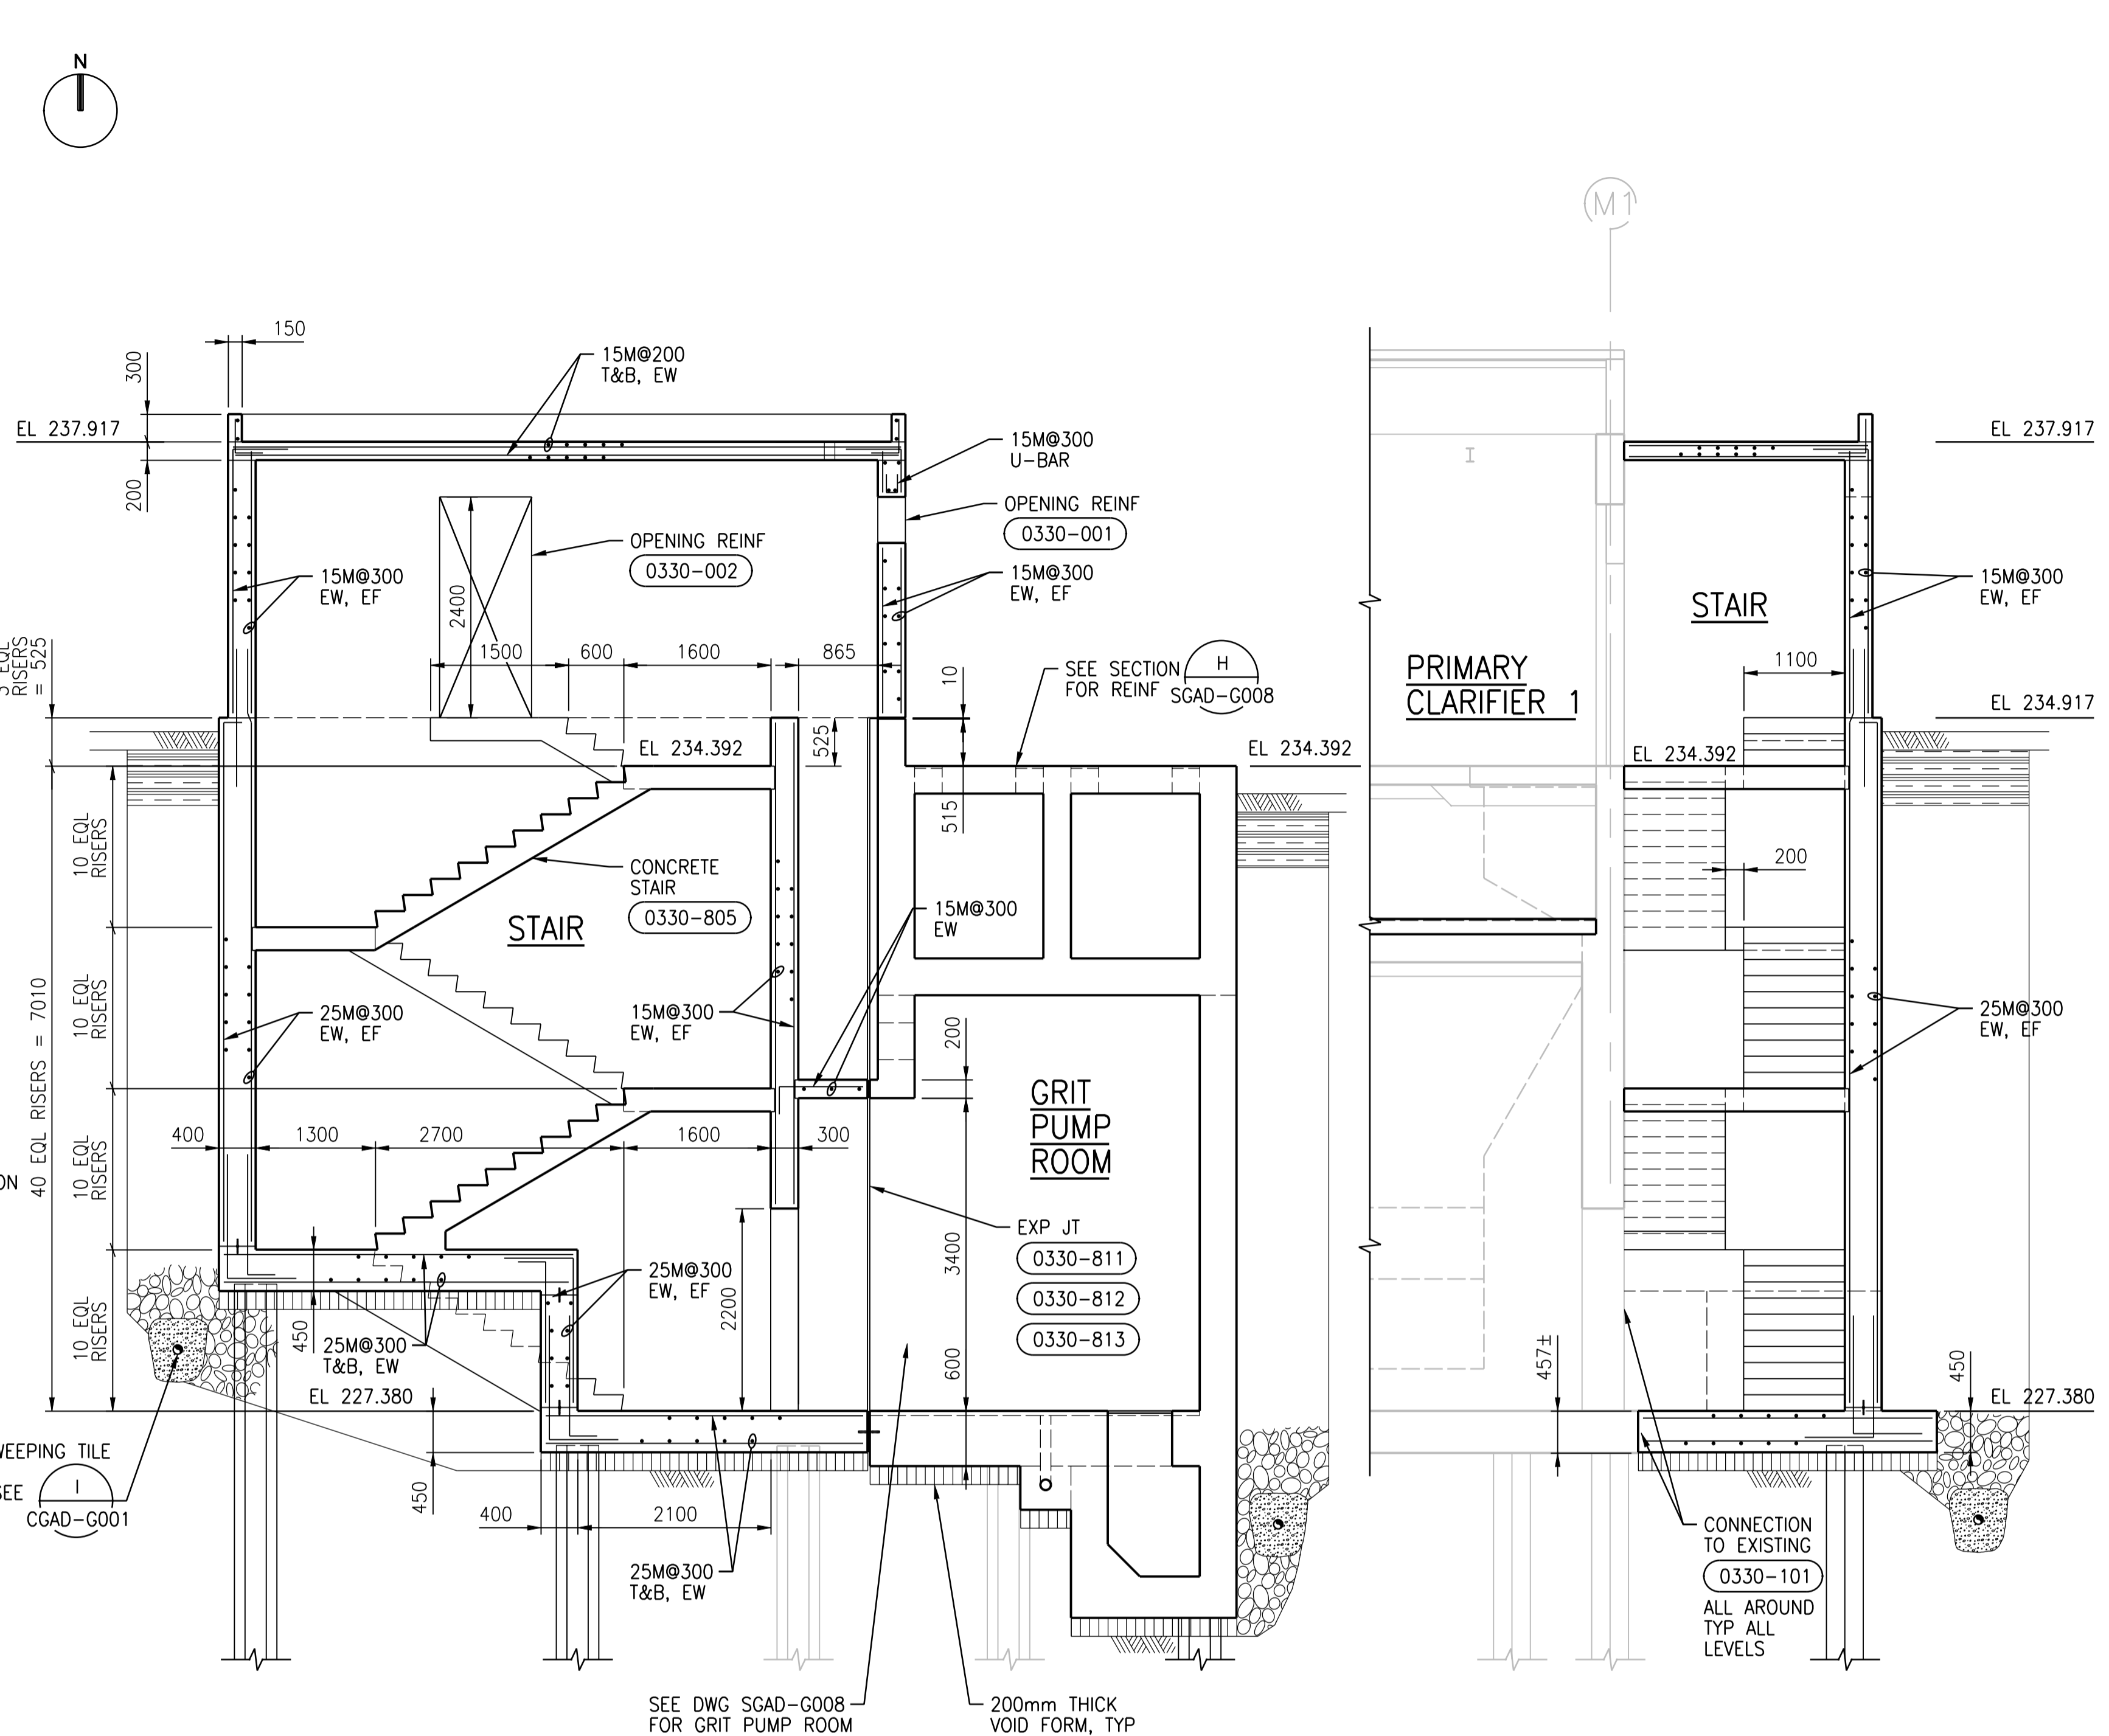 N
M1
150
300
15M@200
T&B, EW
EL 237.917
15M@300
U-BAR
EL 237.917
200
OPENING REINF
0330-001
OPENING REINF
0330-002
15M@300
EW, EF
15M@300
EW, EF
15M@300
EW, EF
2400
STAIR
EQL
RISERS
= 525
1500
600
1600
865
10
SEE SECTION
FOR REINF
H
SGAD-G008
PRIMARY
CLARIFIER 1
1100
EL 234.917
EL 234.392
525
EL 234.392
EL 234.392
515
10 EQL
RISERS
CONCRETE
STAIR
0330-805
STAIR
15M@300
EW
200
40 EQL RISERS = 7010
10 EQL
RISERS
25M@300
EW, EF
15M@300
EW, EF
200
25M@300
EW, EF
GRIT
PUMP
ROOM
400
1300
2700
1600
300
10 EQL
RISERS
ON
EXP JT
0330-811
0330-812
0330-813
3400
25M@300
EW, EF
2200
10 EQL
RISERS
450
25M@300
T&B, EW
600
457±
450
EL 227.380
EL 227.380
WEEPING TILE
SEE
I
CGAD-G001
450
400
2100
25M@300
T&B, EW
CONNECTION
TO EXISTING
0330-101
ALL AROUND
TYP ALL
LEVELS
SEE DWG SGAD-G008
FOR GRIT PUMP ROOM
200mm THICK
VOID FORM, TYP